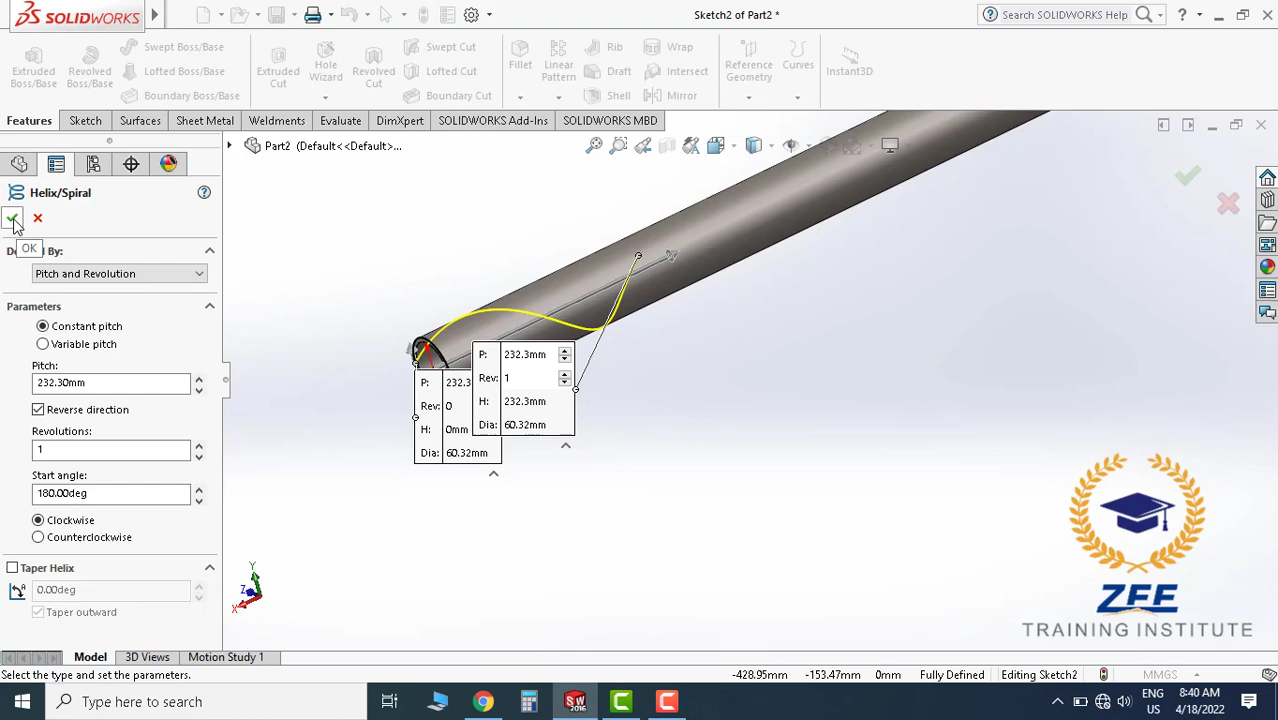 SOLIDWORKS
Sketch2 of Part2 *
Search SOLIDWORKS Help
?
Extruded Boss/Base
Revolved Boss/Base
Swept Boss/Base
Lofted Boss/Base
Boundary Boss/Base
Extruded Cut
Hole Wizard
Revolved Cut
Swept Cut
Lofted Cut
Boundary Cut
Fillet
Linear Pattern
Rib
Draft
Shell
Wrap
Intersect
Mirror
Reference Geometry
Curves
Instant3D
Features
Sketch
Surfaces
Sheet Metal
Weldments
Evaluate
DimXpert
SOLIDWORKS Add-Ins
SOLIDWORKS MBD
Part2 (Default<<Default>...
Helix/Spiral
?
OK
D
d By:
Pitch and Revolution
Parameters
Constant pitch
Variable pitch
Pitch:
232.30mm
Reverse direction
Revolutions:
1
Start angle:
180.00deg
Clockwise
Counterclockwise
Taper Helix
0.00deg
Taper outward
P: 232.3
Rev: 0
H: 0mm
Dia: 60.32mm
P: 232.3mm
Rev: 1
H: 232.3mm
Dia: 60.32mm
Y
Z
X
ZFE
TRAINING INSTITUTE
Model
3D Views
Motion Study 1
Select the type and set the parameters.
-428.95mm
-153.47mm
0mm
Fully Defined
Editing Sketch2
MMGS
Type here to search
SW
2016
C
C
ENG
US
8:40 AM
4/18/2022